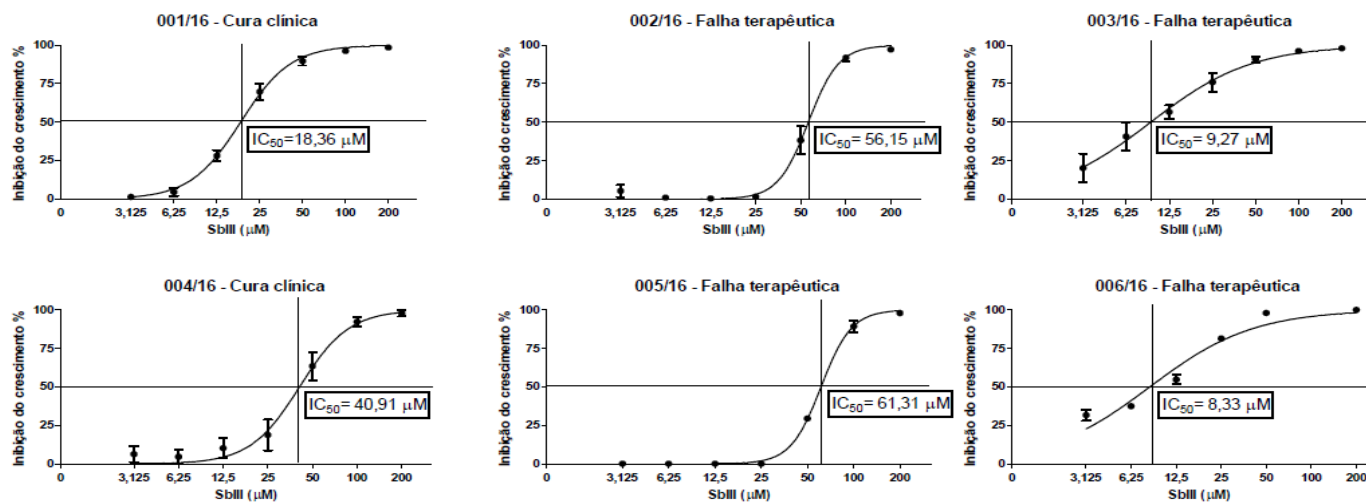 001/16 - Cura clínica
Inibição do crescimento %
100
75
50
25
0
IC50=18,36 µM
0 3,125 6,25 12,5 25 50 100 200
SbIII (µM)
002/16 - Falha terapêutica
Inibição do crescimento %
100
75
50
25
0
IC50= 56,15 µM
0 3,125 6,25 12,5 25 50 100 200
SbIII (µM)
003/16 - Falha terapêutica
Inibição do crescimento %
100
75
50
25
0
IC50= 9,27 µM
0 3,125 6,25 12,5 25 50 100 200
SbIII (µM)
004/16 - Cura clínica
Inibição do crescimento %
100
75
50
25
0
IC50= 40,91 µM
0 3,125 6,25 12,5 25 50 100 200
SbIII (µM)
005/16 - Falha terapêutica
Inibição do crescimento %
100
75
50
25
0
IC50= 61,31 µM
0 3,125 6,25 12,5 25 50 100 200
SbIII (µM)
006/16 - Falha terapêutica
Inibição do crescimento %
100
75
50
25
0
IC50= 8,33 µM
0 3,125 6,25 12,5 25 50 100 200
SbIII (µM)